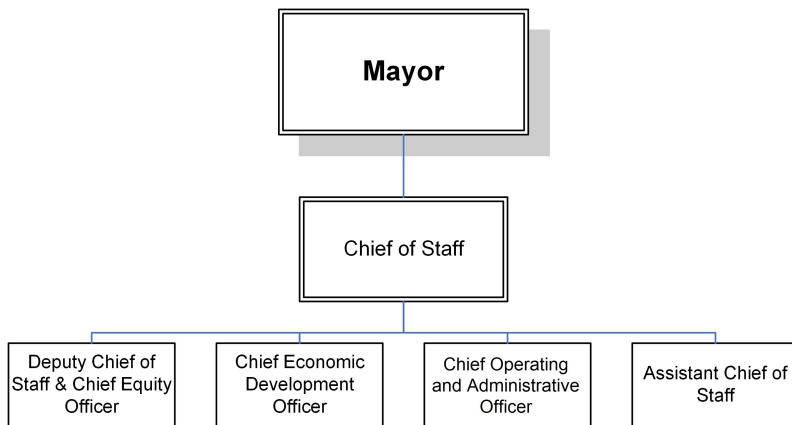 Mayor
Chief of Staff
Deputy Chief of
Staff & Chief Equity
Officer
Chief Economic
Development
Officer
Chief Operating
and Administrative
Officer
Assistant Chief of
Staff